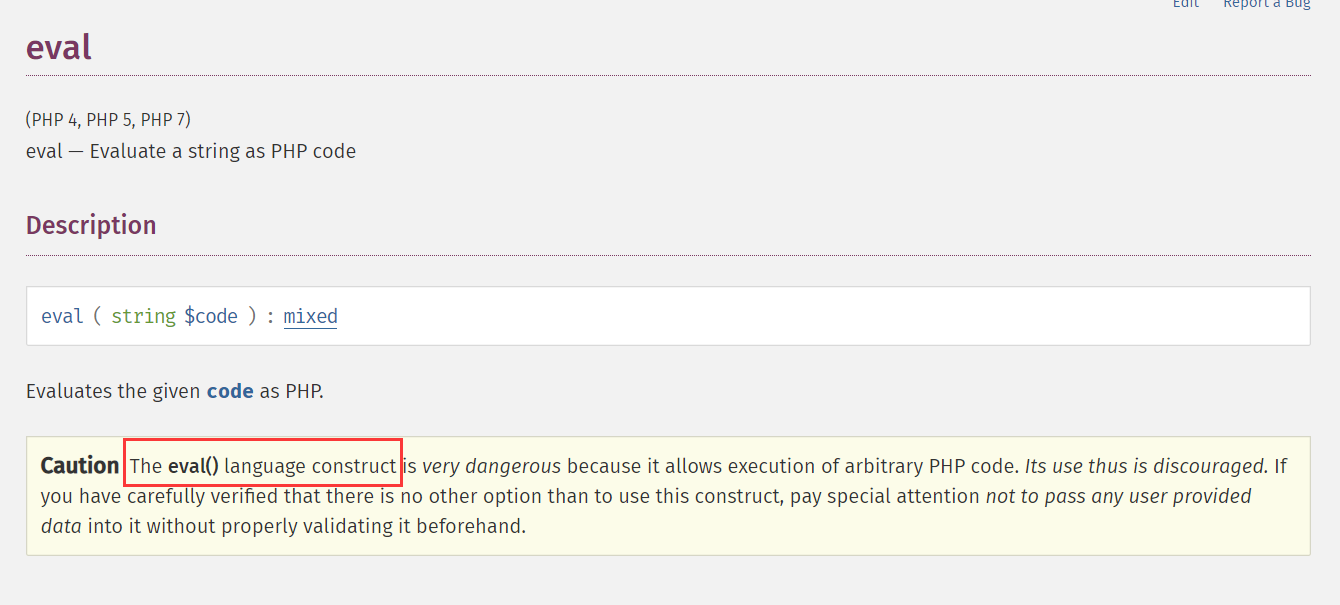 Edit Report a Bug
eval
(PHP 4, PHP 5, PHP 7)
eval — Evaluate a string as PHP code
Description
eval ( string $code ) : mixed
Evaluates the given code as PHP.
Caution The eval() language construct is very dangerous because it allows execution of arbitrary PHP code. Its use thus is discouraged. If
you have carefully verified that there is no other option than to use this construct, pay special attention not to pass any user provided
data into it without properly validating it beforehand.